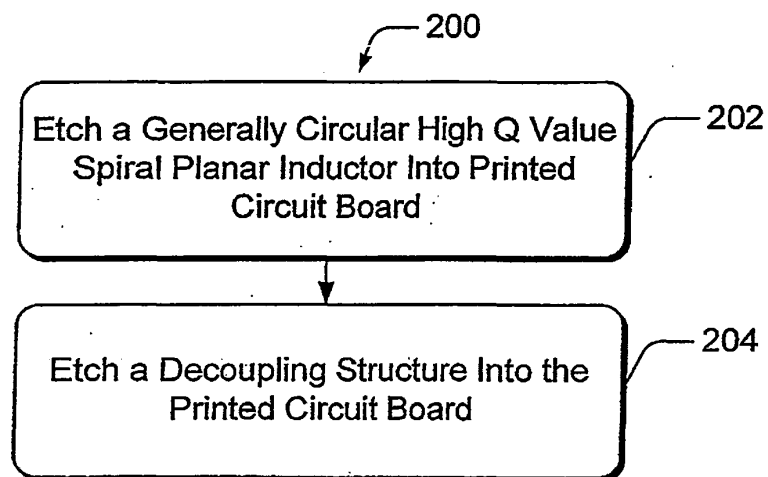 200
Etch a Generally Circular High Q Value
Spiral Planar Inductor Into Printed
Circuit Board
202
Etch a Decoupling Structure Into the
Printed Circuit Board
204